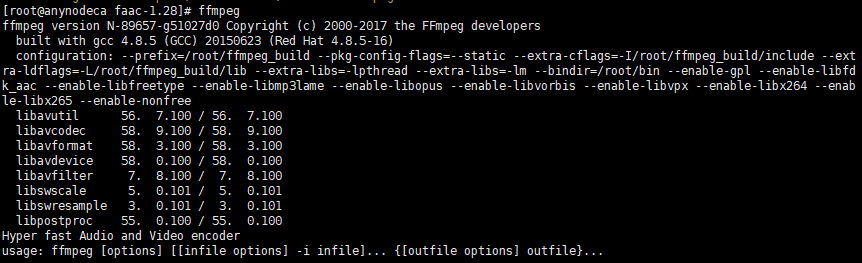 [root@anynodeca faac-1.28]# ffmpeg
ffmpeg version N-89657-g51027d0 Copyright (c) 2000-2017 the FFmpeg developers
  built with gcc 4.8.5 (GCC) 20150623 (Red Hat 4.8.5-16)
  configuration: --prefix=/root/ffmpeg_build --pkg-config-flags=--static --extra-cflags=-I/root/ffmpeg_build/include --ext
ra-ldflags=-L/root/ffmpeg_build/lib --extra-libs=-lpthread --extra-libs=-lm --bindir=/root/bin --enable-gpl --enable-libfd
k_aac --enable-libfreetype --enable-libmp3lame --enable-libopus --enable-libvorbis --enable-libvpx --enable-libx264 --enab
le-libx265 --enable-nonfree
  libavutil      56.  7.100 / 56.  7.100
  libavcodec     58.  9.100 / 58.  9.100
  libavformat    58.  3.100 / 58.  3.100
  libavdevice    58.  0.100 / 58.  0.100
  libavfilter     7.  8.100 /  7.  8.100
  libswscale      5.  0.101 /  5.  0.101
  libswresample   3.  0.101 /  3.  0.101
  libpostproc    55.  0.100 / 55.  0.100
Hyper fast Audio and Video encoder
usage: ffmpeg [options] [[infile options] -i infile]... {[outfile options] outfile}...